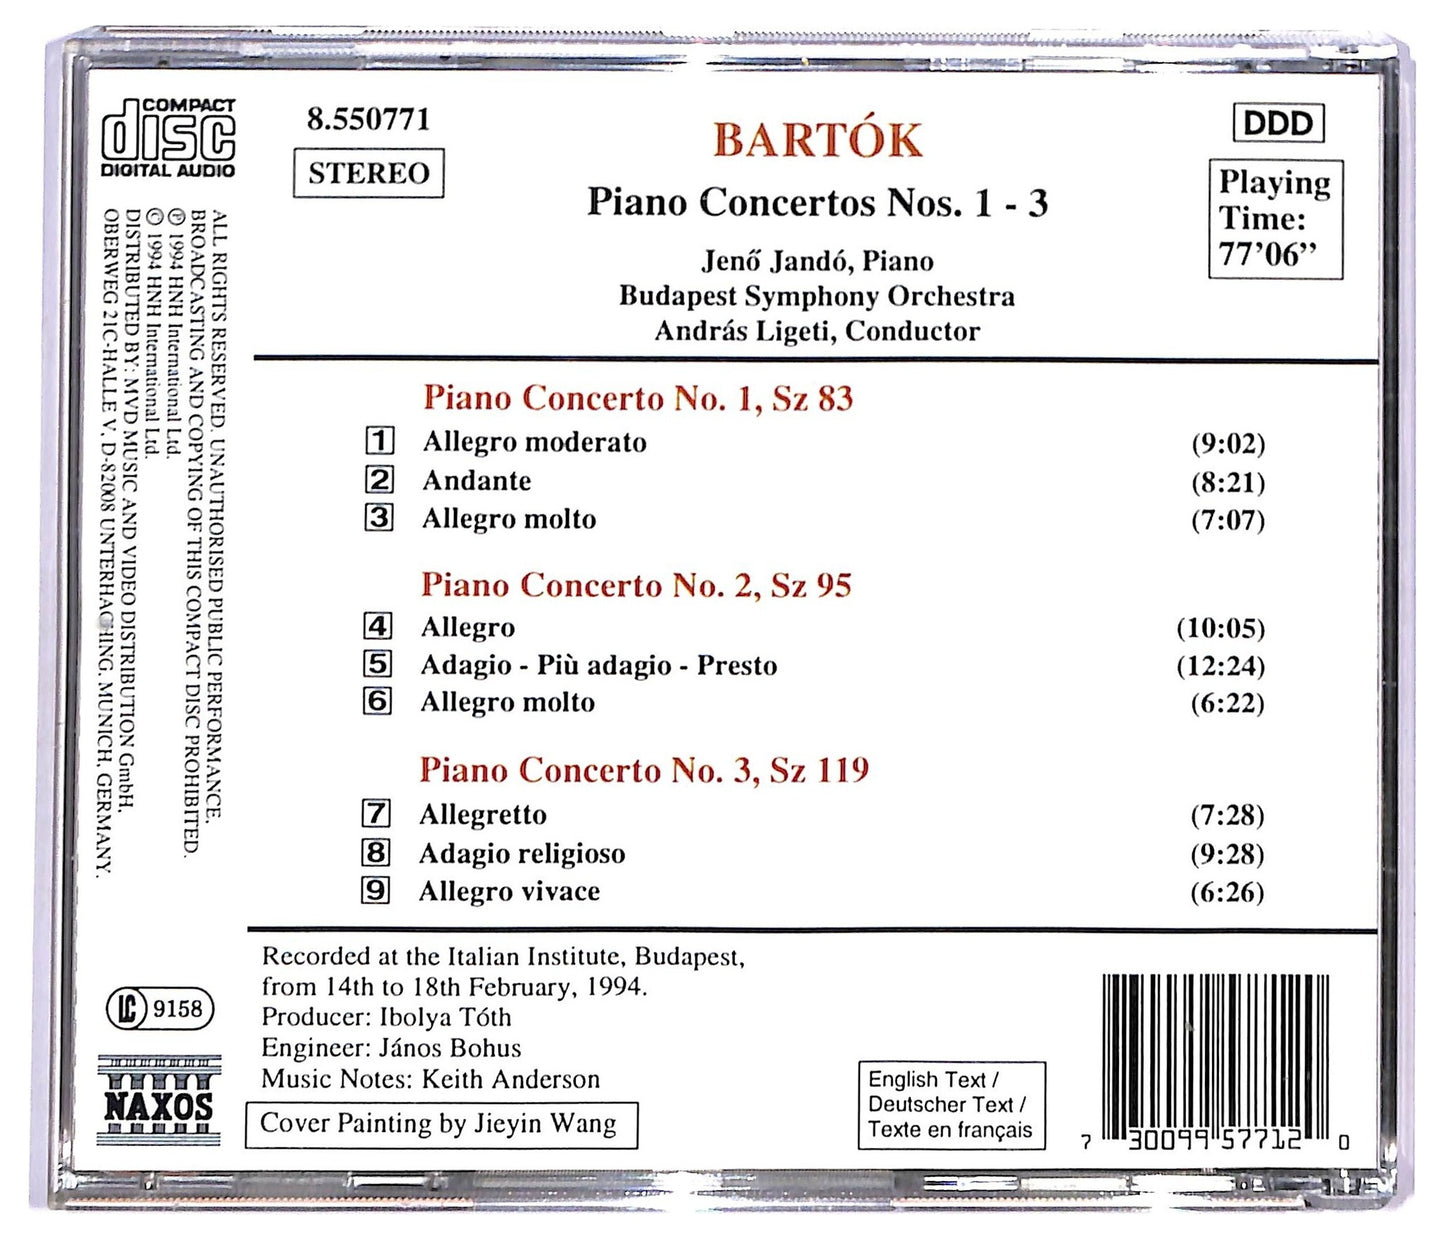 COMPACT
disc
DIGITAL AUDIO
8.550771
STEREO
BARTÓK
Piano Concertos Nos. 1 - 3
Jenő Jandó, Piano
Budapest Symphony Orchestra
András Ligeti, Conductor
DDD
Playing
Time:
77’06”
ALL RIGHTS RESERVED. UNAUTHORISED PUBLIC PERFORMANCE,
BROADCASTING AND COPYING OF THIS COMPACT DISC PROHIBITED.
℗ 1994 HNH International Ltd.
© 1994 HNH International Ltd.
DISTRIBUTED BY: MVD MUSIC AND VIDEO DISTRIBUTION GmbH,
OBERWEG 21C-HALLE V, D-82008 UNTERHACHING, MUNICH, GERMANY.
Piano Concerto No. 1, Sz 83
1 Allegro moderato (9:02)
2 Andante (8:21)
3 Allegro molto (7:07)
Piano Concerto No. 2, Sz 95
4 Allegro (10:05)
5 Adagio - Più adagio - Presto (12:24)
6 Allegro molto (6:22)
Piano Concerto No. 3, Sz 119
7 Allegretto (7:28)
8 Adagio religioso (9:28)
9 Allegro vivace (6:26)
Recorded at the Italian Institute, Budapest,
from 14th to 18th February, 1994.
Producer: Ibolya Tóth
Engineer: János Bohus
Music Notes: Keith Anderson
Cover Painting by Jieyin Wang
LC 9158
NAXOS
English Text /
Deutscher Text /
Texte en français
7 30099 57712 0